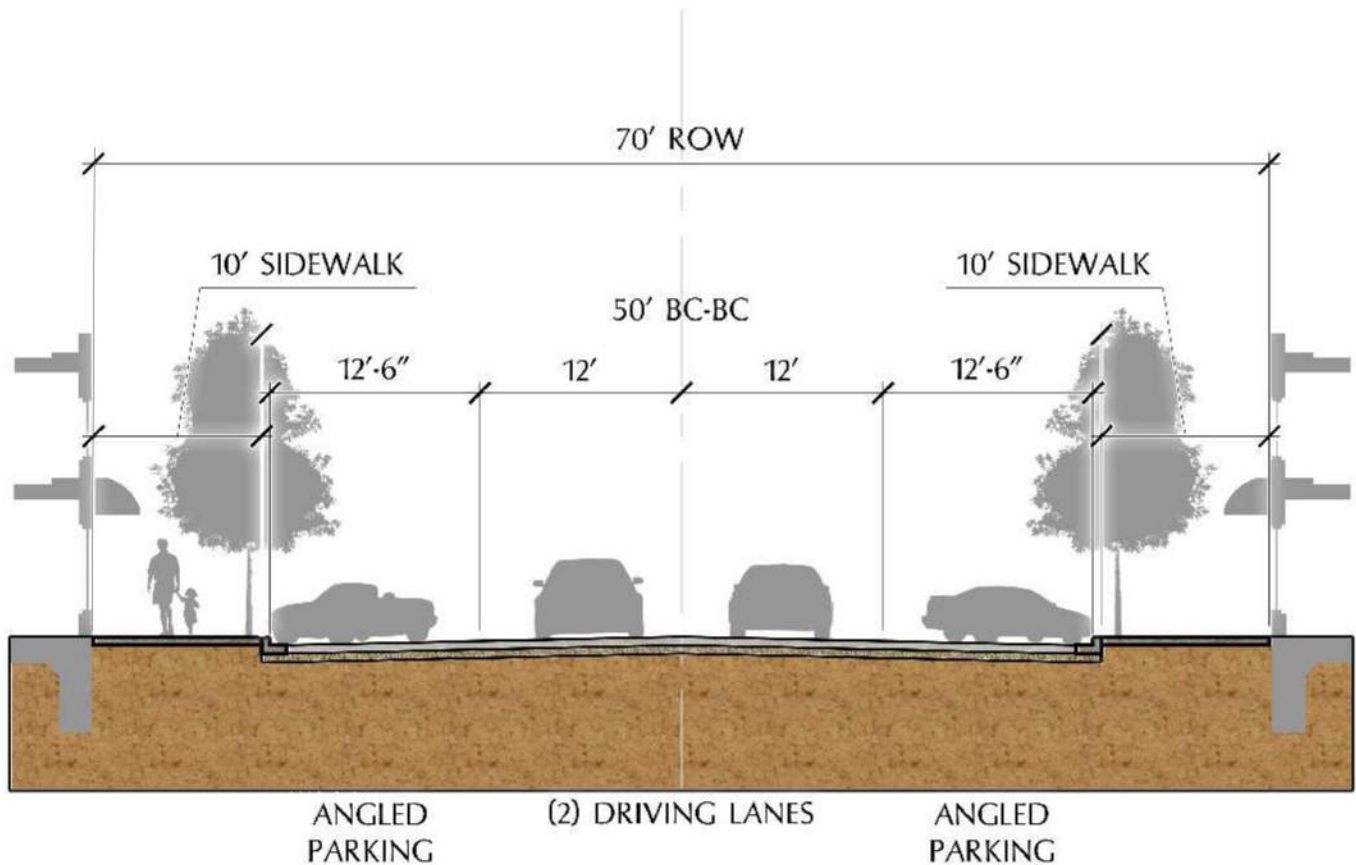 70' ROW
10' SIDEWALK
10' SIDEWALK
50' BC-BC
12'-6"
12'
12'
12'-6"
ANGLED
PARKING
(2) DRIVING LANES
ANGLED
PARKING